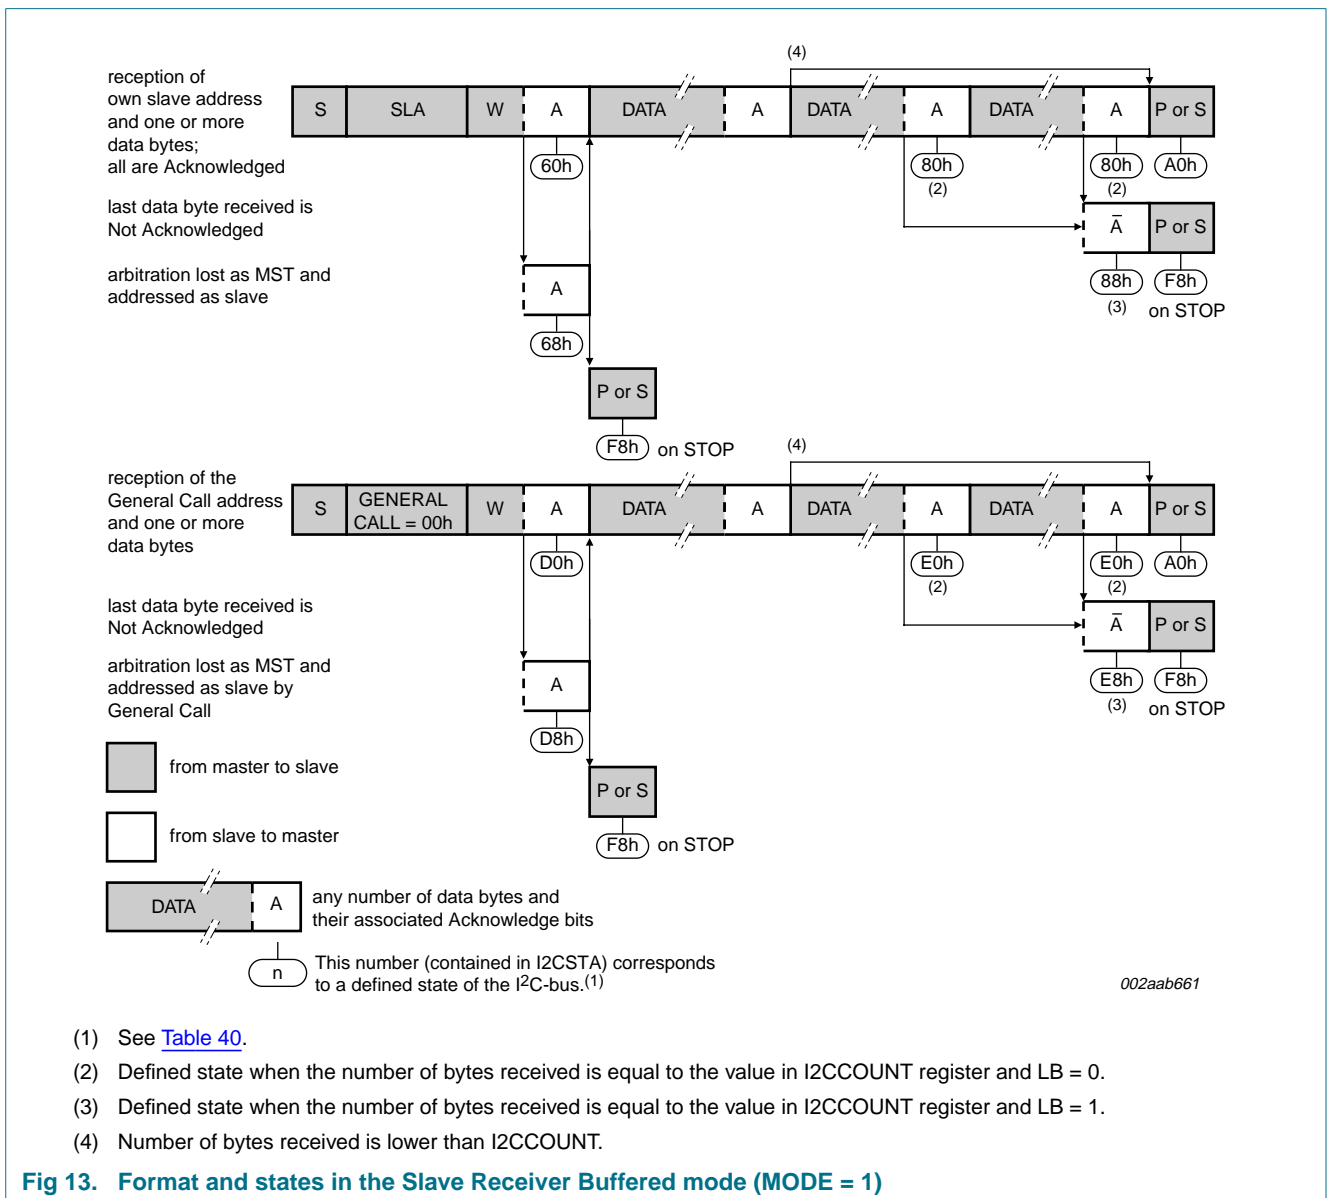 (4)
reception of
own slave address
and one or more
data bytes;
all are Acknowledged
S SLA W A DATA A DATA A DATA A P or S
60h 80h 80h A0h
(2) (2)
last data byte received is
Not Acknowledged
A̅ P or S
88h F8h
(3) on STOP
arbitration lost as MST and
addressed as slave
A
68h
P or S
F8h on STOP
(4)
reception of the
General Call address
and one or more
data bytes
S GENERAL CALL = 00h W A DATA A DATA A DATA A P or S
D0h E0h E0h A0h
(2) (2)
last data byte received is
Not Acknowledged
A̅ P or S
E8h F8h
(3) on STOP
arbitration lost as MST and
addressed as slave by
General Call
A
D8h
P or S
F8h on STOP
from master to slave
from slave to master
DATA A
any number of data bytes and
their associated Acknowledge bits
n
This number (contained in I2CSTA) corresponds
to a defined state of the I²C-bus.(1)
002aab661
(1) See Table 40.
(2) Defined state when the number of bytes received is equal to the value in I2CCOUNT register and LB = 0.
(3) Defined state when the number of bytes received is equal to the value in I2CCOUNT register and LB = 1.
(4) Number of bytes received is lower than I2CCOUNT.
Fig 13. Format and states in the Slave Receiver Buffered mode (MODE = 1)